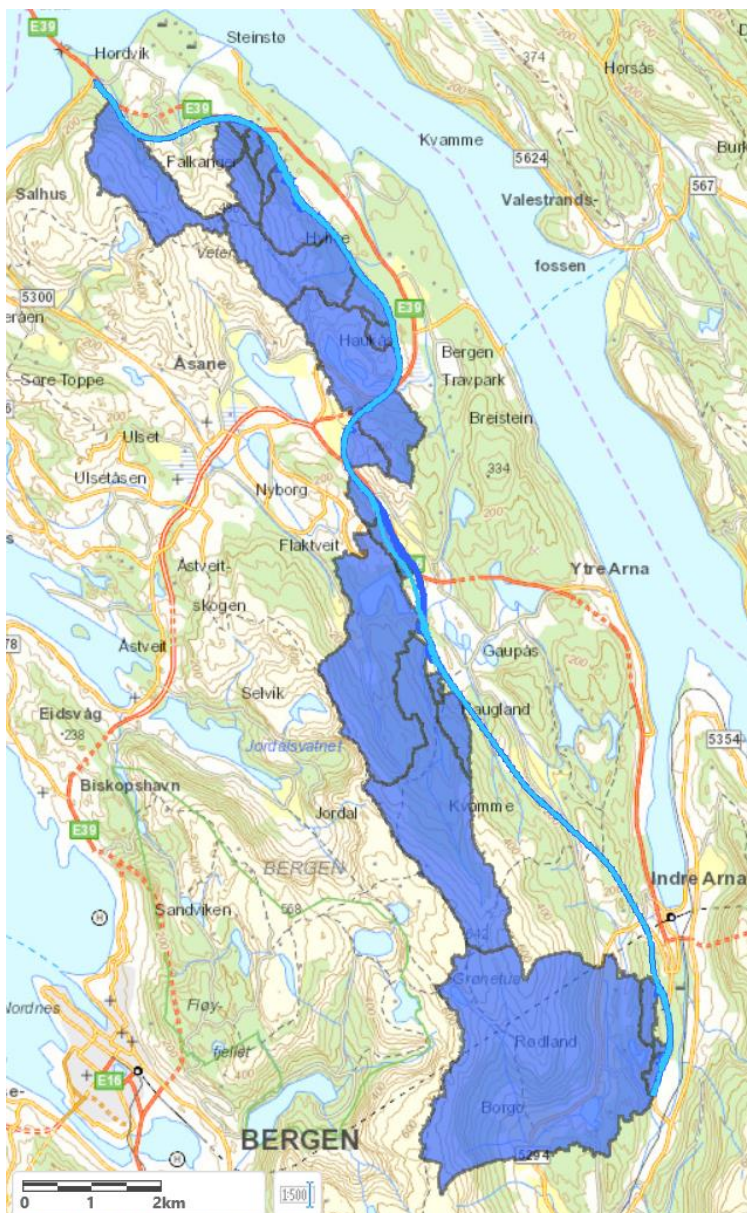 E39
Hordvik
Steinstø
Horsås
374
E39
Kvamme
5624
Falkanger
567
Salhus
Valestrands-
fossen
5300
E39
Haukås
Åsane
Bergen
Travpark
Sore Toppe
Breistein
Ulset
334
Ulsetåsen
Nyborg
Flaktveit
Åstveit-
skogen
Ytre Arna
78
Åstveit
Gaupås
Selvik
Haugland
Eidsvåg
238
Jordalsvatnet
5354
Biskopshavn
Kvamme
Jordal
E39
BERGEN
Indre Arna
H
Sandviken
568
642
Grønetua
Nordnes
Fløy-
fjellet
Rødland
E16
Borgo
BERGEN
5294
H
0 1 2km
1:500